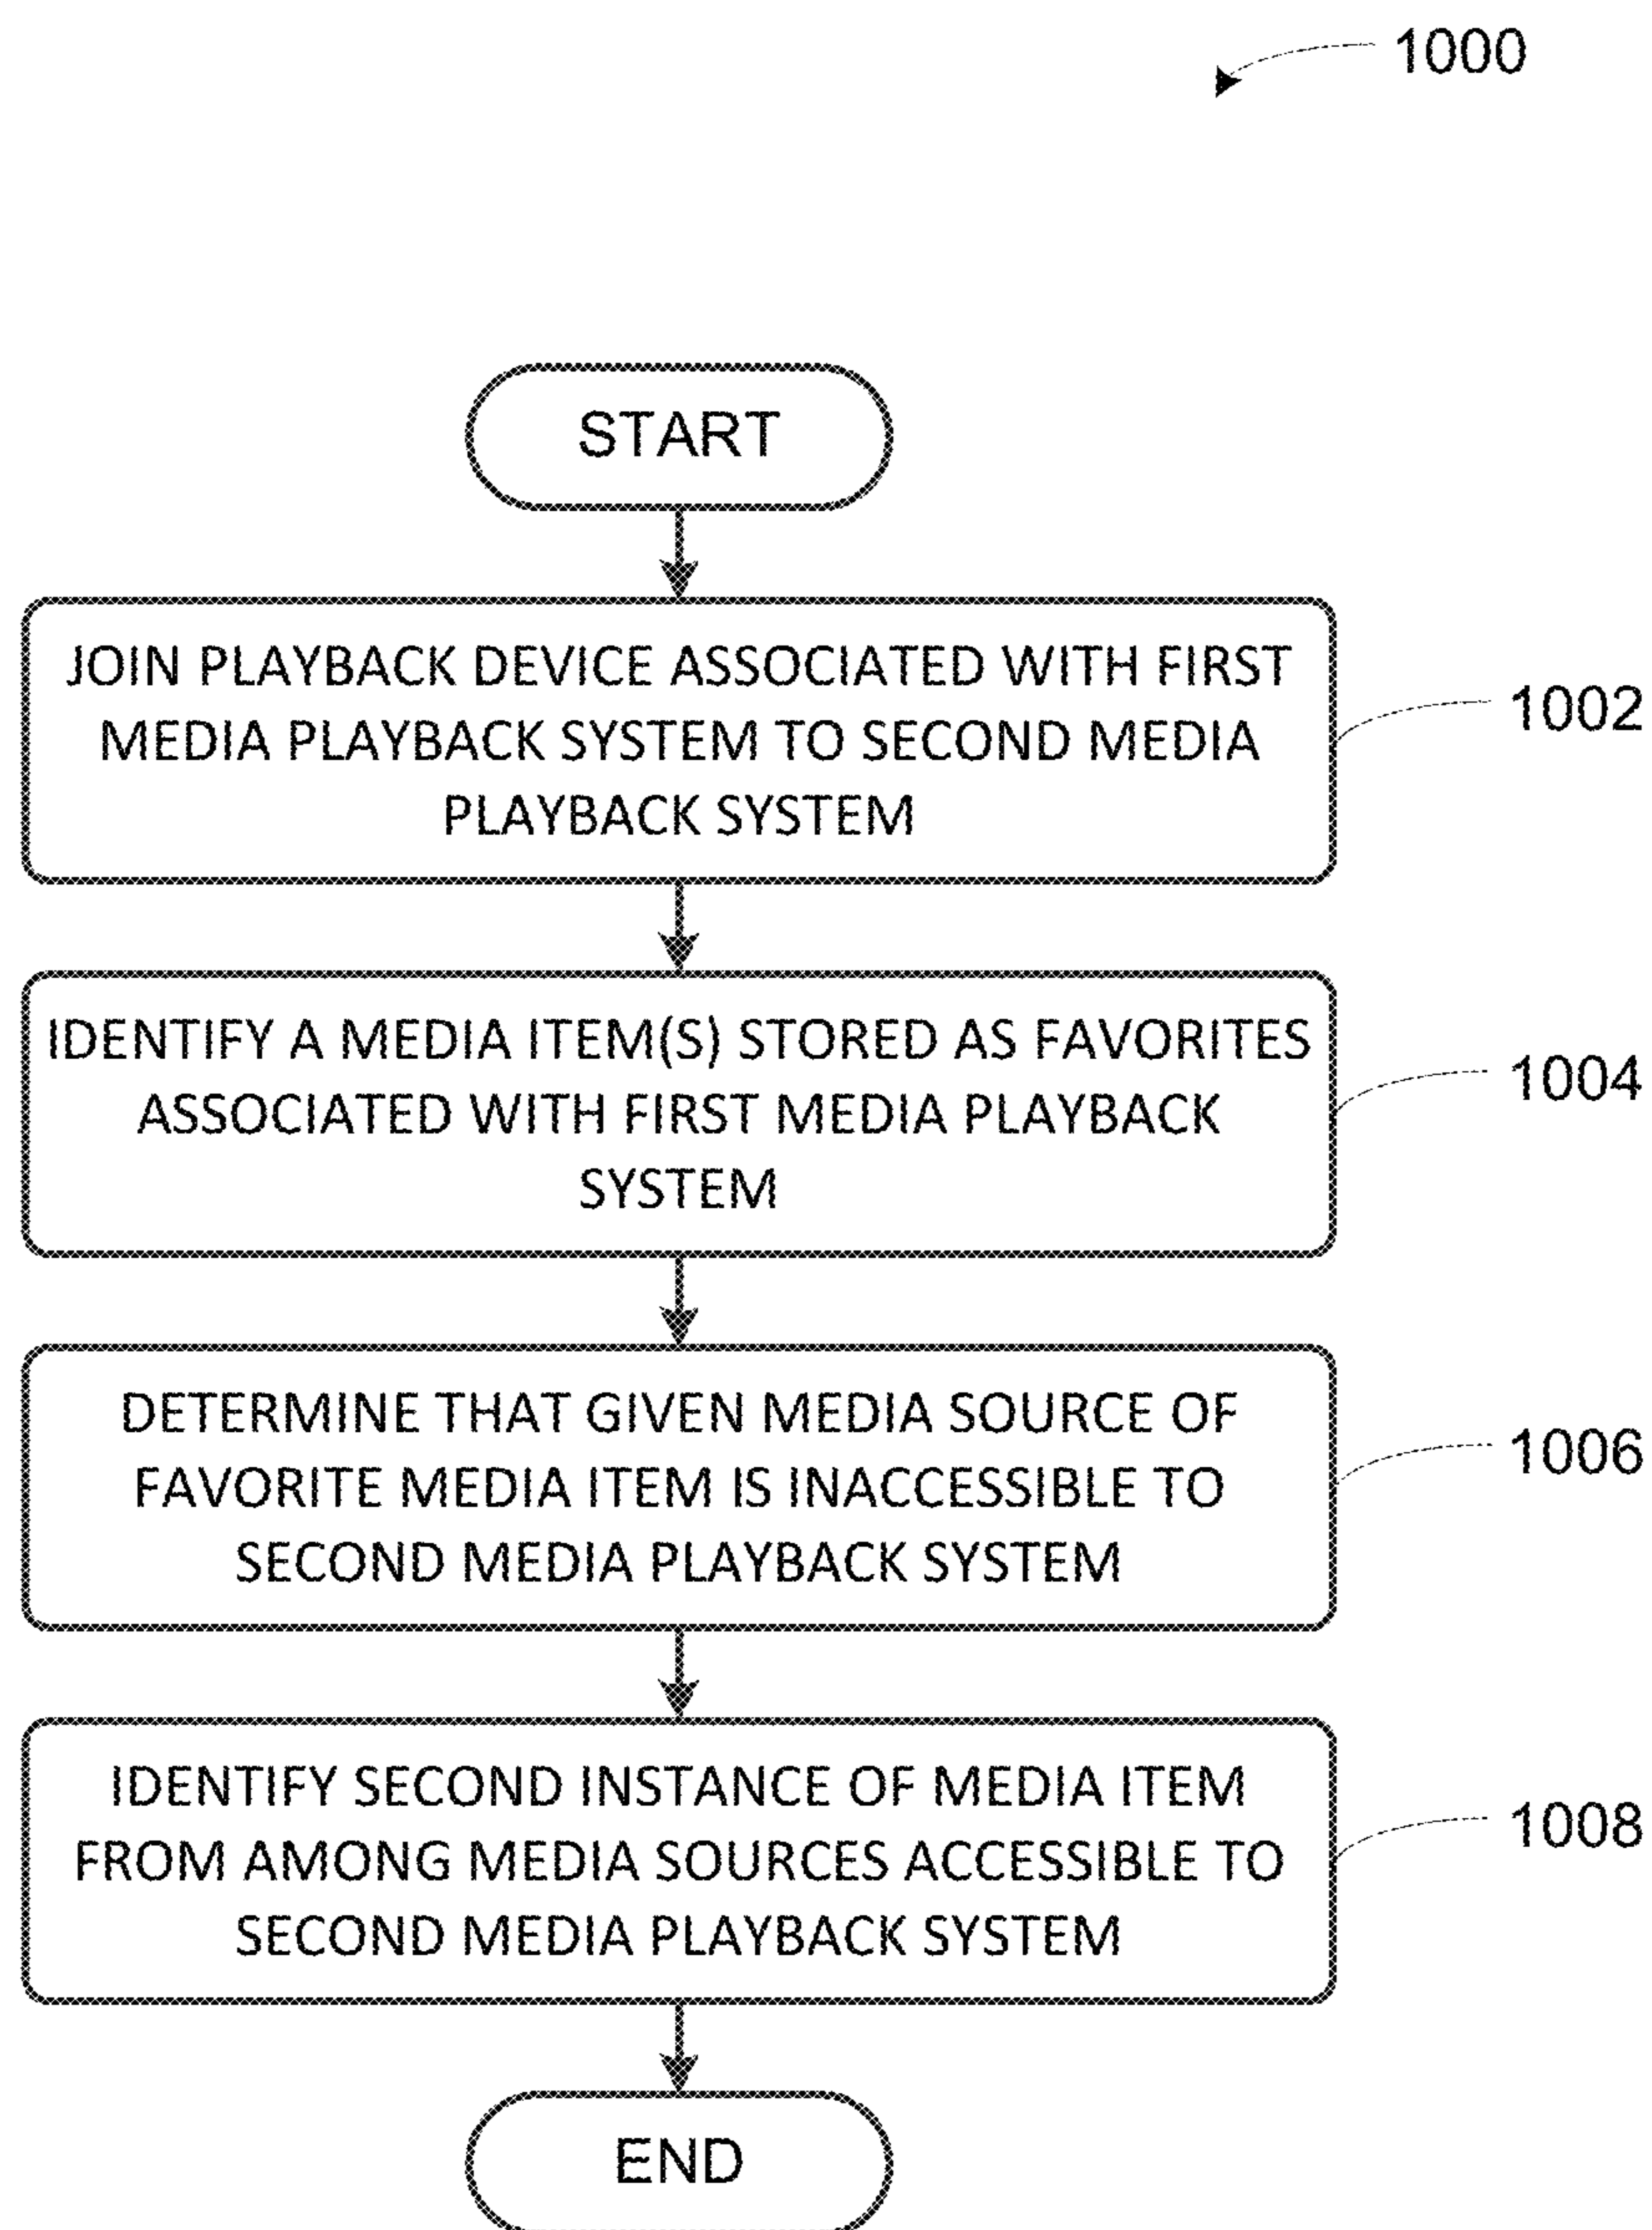 1000
START
JOIN PLAYBACK DEVICE ASSOCIATED WITH FIRST
MEDIA PLAYBACK SYSTEM TO SECOND MEDIA
PLAYBACK SYSTEM
1002
IDENTIFY A MEDIA ITEM(S) STORED AS FAVORITES
ASSOCIATED WITH FIRST MEDIA PLAYBACK
SYSTEM
1004
DETERMINE THAT GIVEN MEDIA SOURCE OF
FAVORITE MEDIA ITEM IS INACCESSIBLE TO
SECOND MEDIA PLAYBACK SYSTEM
1006
IDENTIFY SECOND INSTANCE OF MEDIA ITEM
FROM AMONG MEDIA SOURCES ACCESSIBLE TO
SECOND MEDIA PLAYBACK SYSTEM
1008
END